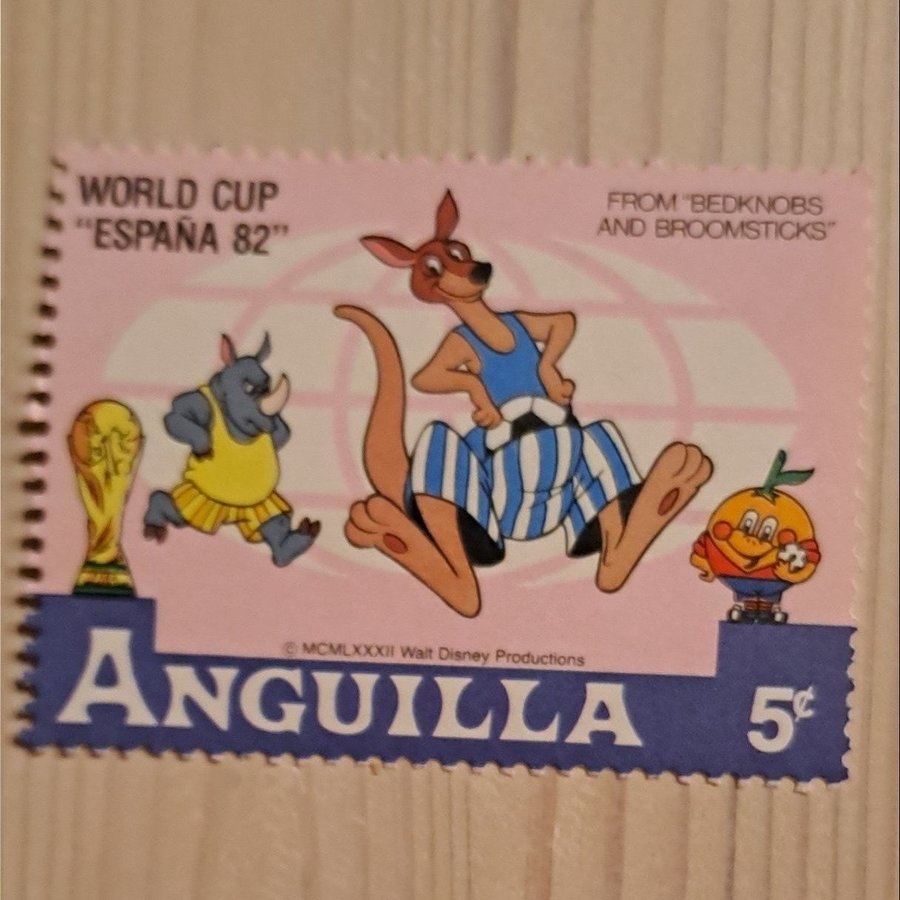 WORLD CUP
"ESPAÑA 82"
FROM "BEDKNOBS
AND BROOMSTICKS"
© MCMLXXXII Walt Disney Productions
ANGUILLA
5¢